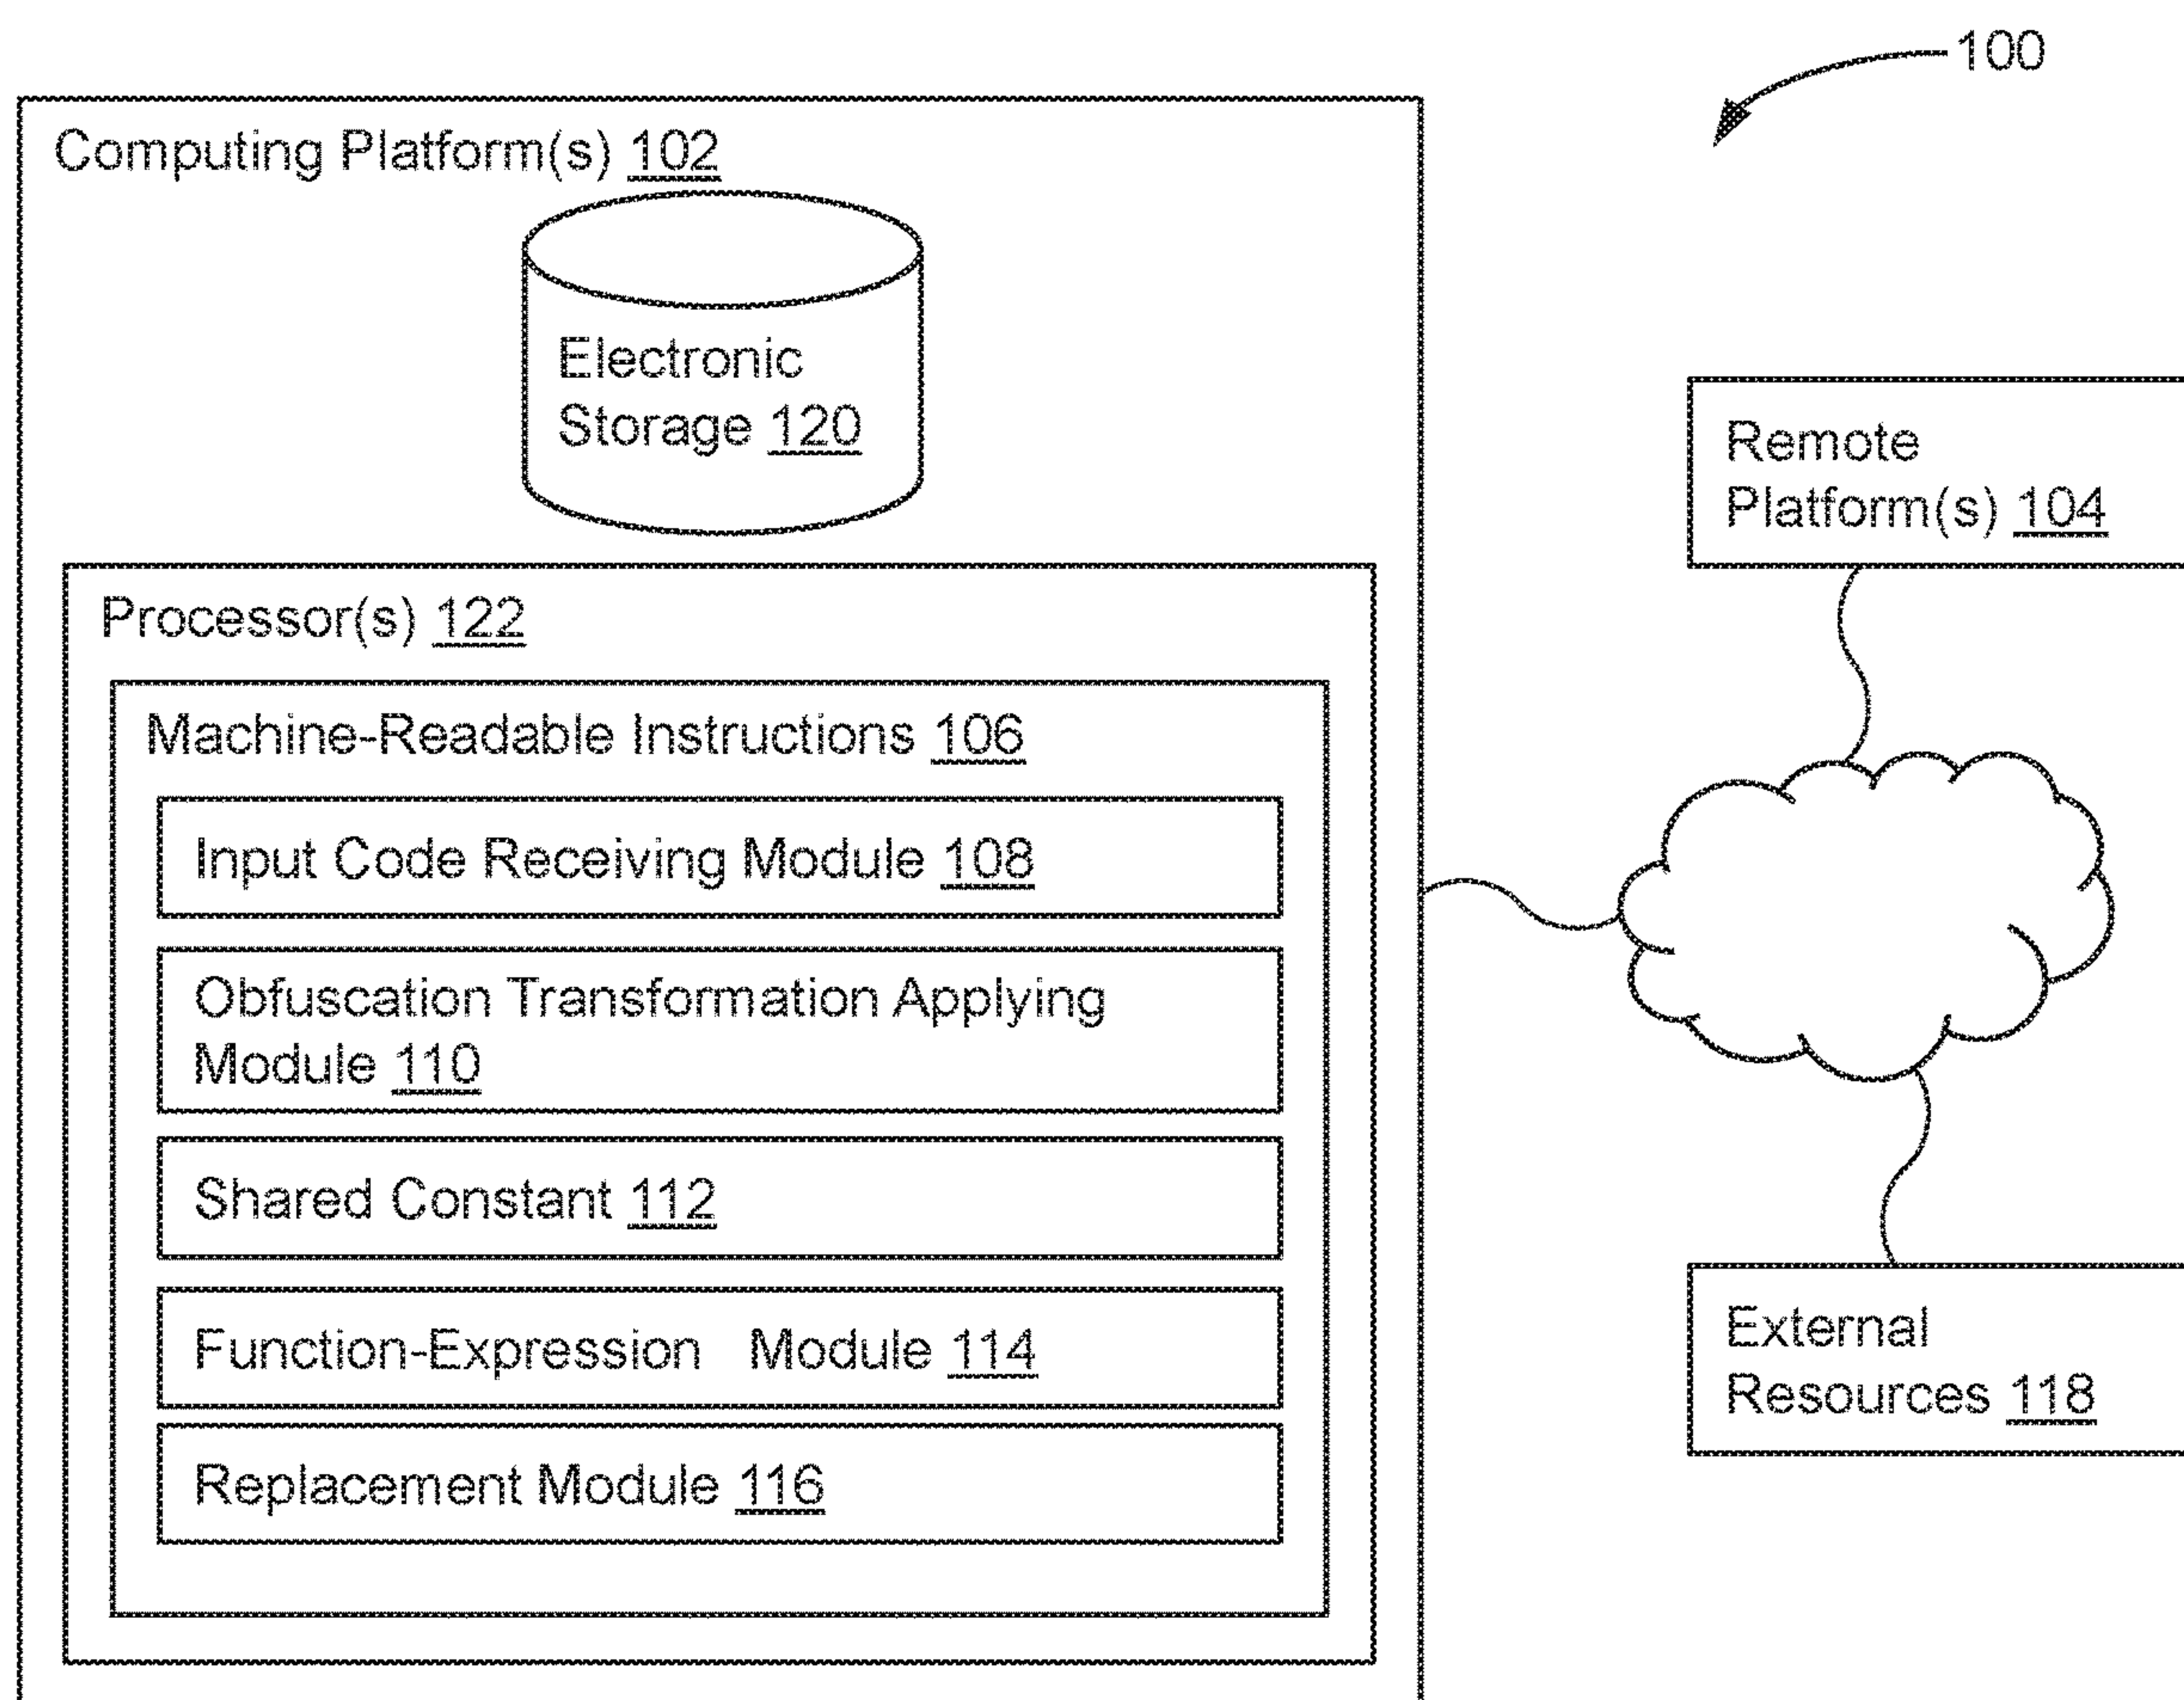 100
Computing Platform(s) 102
Electronic
Storage 120
Remote
Platform(s) 104
Processor(s) 122
Machine-Readable Instructions 106
Input Code Receiving Module 108
Obfuscation Transformation Applying
Module 110
Shared Constant 112
Function-Expression Module 114
Replacement Module 116
External
Resources 118